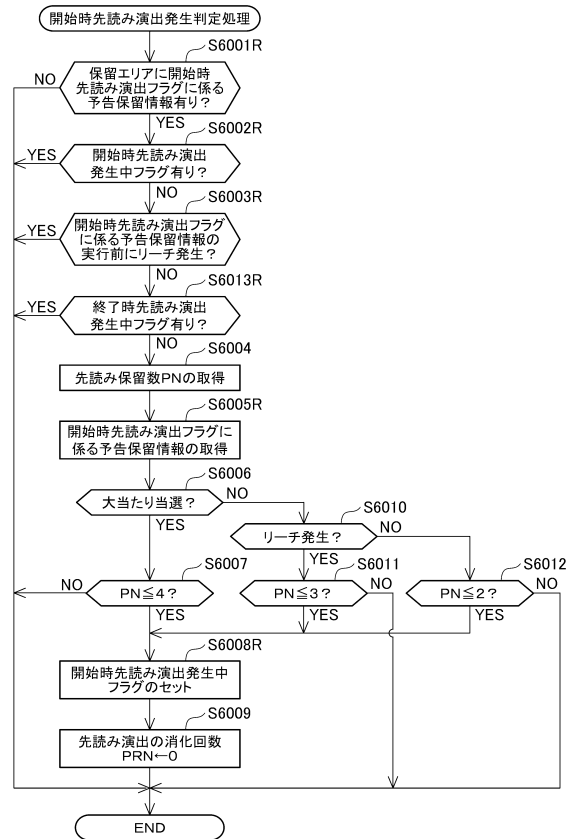 開始時先読み演出発生判定処理
S6001R
保留エリアに開始時
先読み演出フラグに係る
予告保留情報有り？
NO
YES
S6002R
開始時先読み演出
発生中フラグ有り？
YES
NO
S6003R
開始時先読み演出フラグ
に係る予告保留情報の
実行前にリーチ発生？
YES
NO
S6013R
終了時先読み演出
発生中フラグ有り？
YES
NO
S6004
先読み保留数PNの取得
S6005R
開始時先読み演出フラグに
係る予告保留情報の取得
S6006
大当たり当選？
NO
YES
S6010
リーチ発生？
NO
YES
S6007
PN≦4？
NO
YES
S6011
PN≦3？
NO
YES
S6012
PN≦2？
NO
YES
S6008R
開始時先読み演出発生中
フラグのセット
S6009
先読み演出の消化回数
PRN←0
END